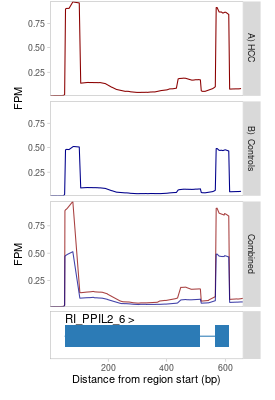 0.75
0.50
0.25
FPM
A) HCC
0.75
0.50
0.25
FPM
B) Controls
0.75
0.50
0.25
FPM
Combined
RI_PPIL2_6 >
200
400
600
Distance from region start (bp)